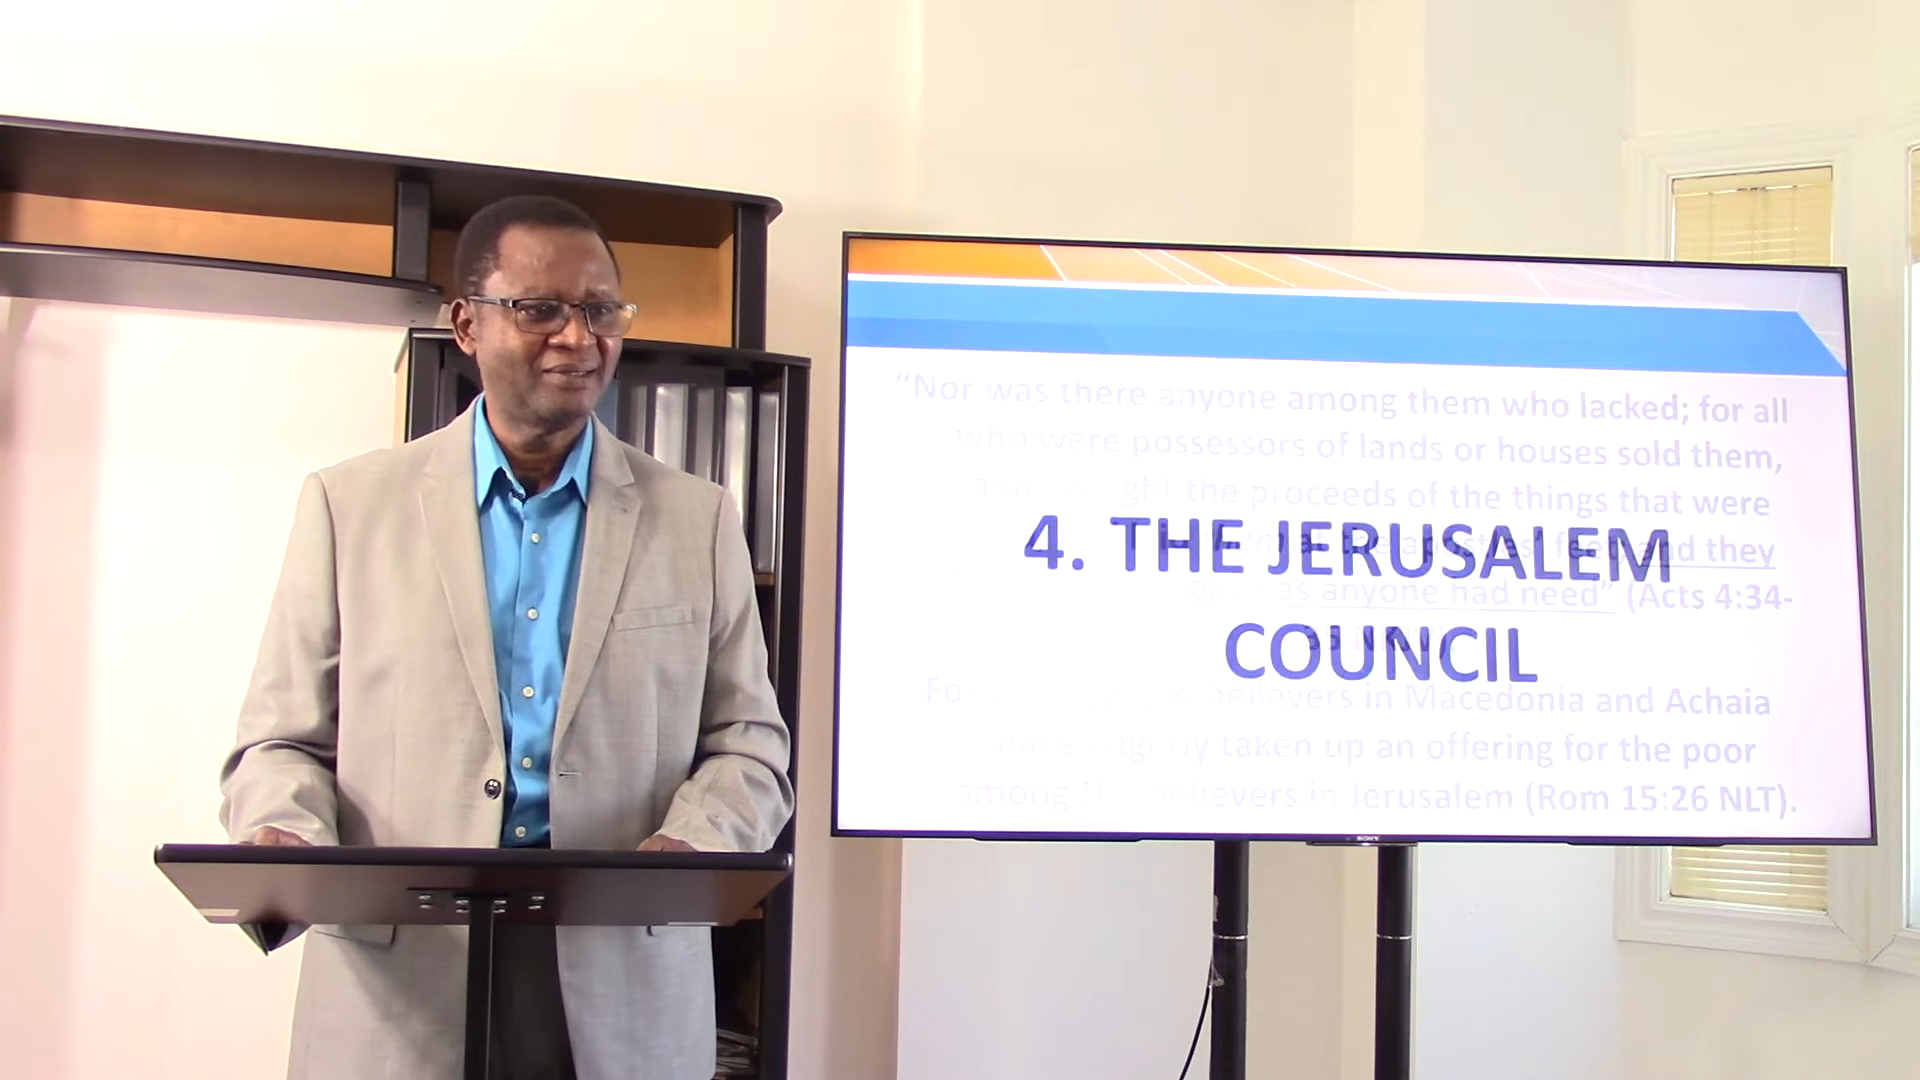 “Nor was there anyone among them who lacked; for all
who were possessors of lands or houses sold them,
the proceeds of the things that were
4. THE JERUSALEM
and they
as anyone had need” (Acts 4:34-
COUNCIL
believers in Macedonia and Achaia
taken up an offering for the poor
among believers in Jerusalem (Rom 15:26 NLT).
SONY